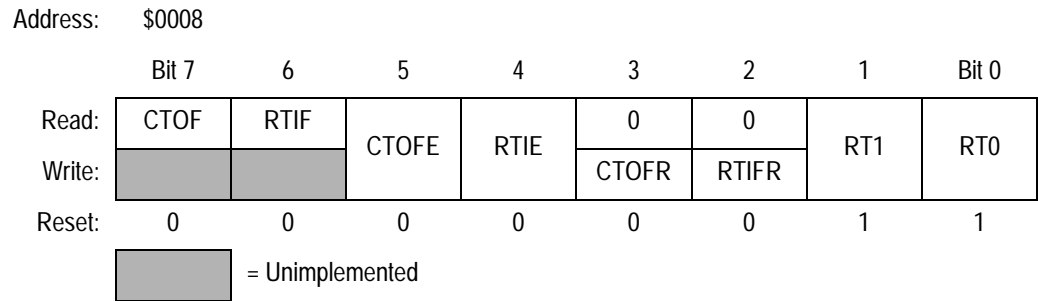 Address: $0008
Bit 7 6 5 4 3 2 1 Bit 0
Read: CTOF RTIF CTOFE RTIE 0 0 RT1 RT0
Write: CTOFR RTIFR
Reset: 0 0 0 0 0 0 1 1
= Unimplemented